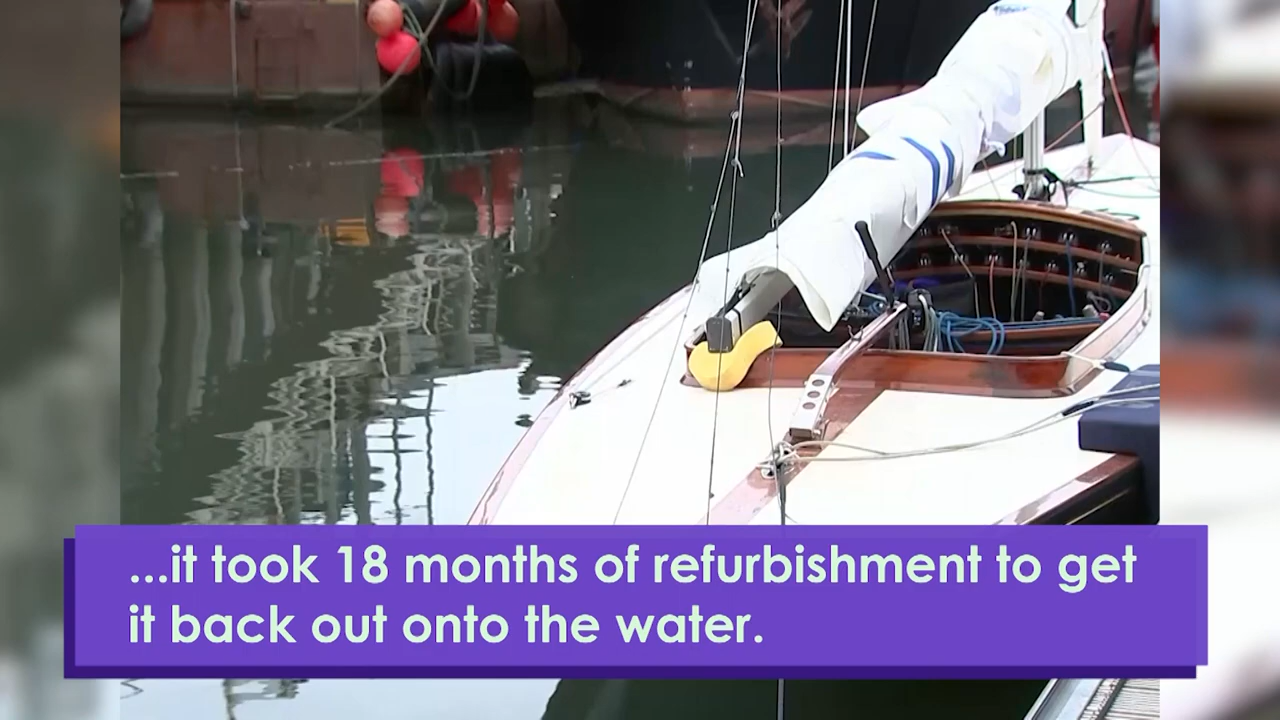 ...it took 18 months of refurbishment to get
it back out onto the water.